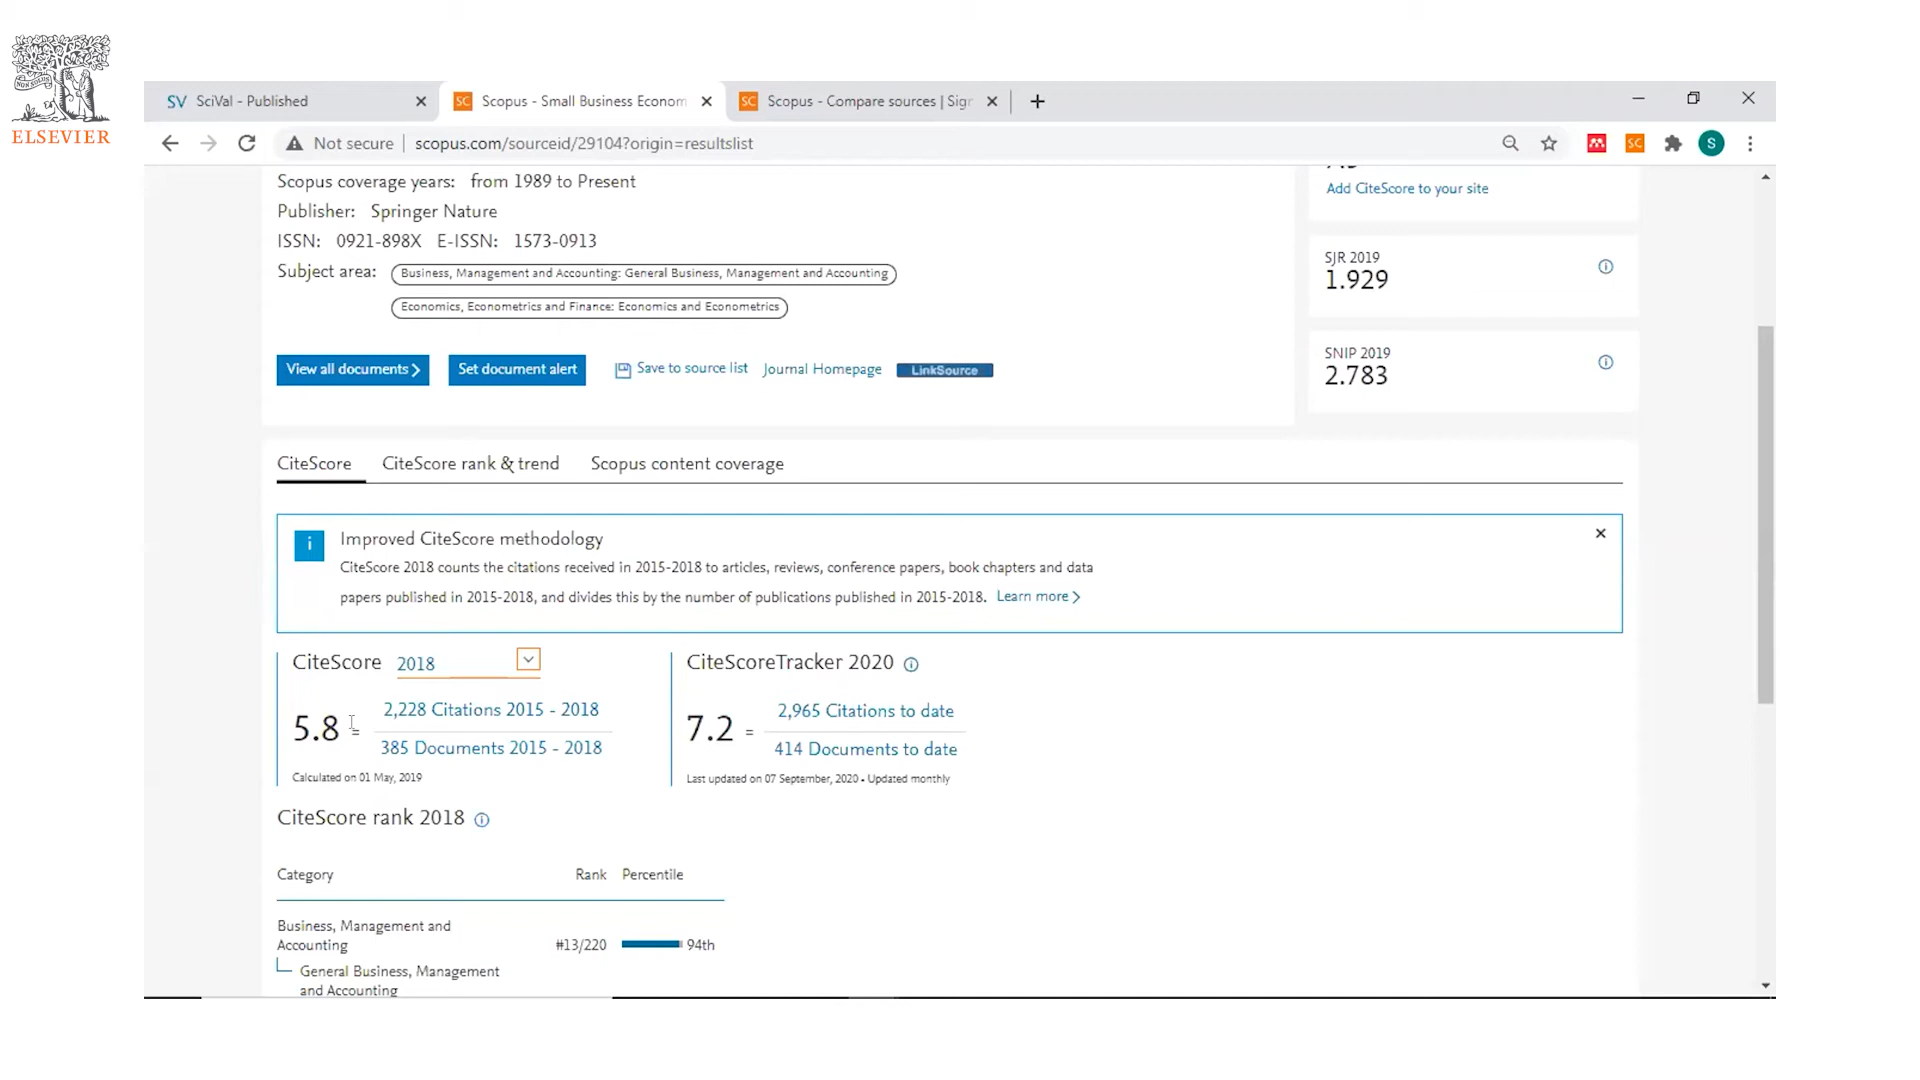 ELSEVIER
SV SciVal - Published
SC Scopus - Small Business Econom
SC Scopus - Compare sources | Sig
Not secure
scopus.com/sourceid/29104?origin=resultslist
SC
S
Scopus coverage years: from 1989 to Present
Publisher: Springer Nature
ISSN: 0921-898X E-ISSN: 1573-0913
Subject area: Business, Management and Accounting: General Business, Management and Accounting
Economics, Econometrics and Finance: Economics and Econometrics
View all documents >
Set document alert
Save to source list
Journal Homepage
LinkSource
Add CiteScore to your site
SJR 2019
1.929
SNIP 2019
2.783
CiteScore
CiteScore rank & trend
Scopus content coverage
i
Improved CiteScore methodology
CiteScore 2018 counts the citations received in 2015-2018 to articles, reviews, conference papers, book chapters and data
papers published in 2015-2018, and divides this by the number of publications published in 2015-2018. Learn more >
CiteScore 2018
5.8 =
2,228 Citations 2015 - 2018
385 Documents 2015 - 2018
Calculated on 01 May, 2019
CiteScoreTracker 2020
7.2 =
2,965 Citations to date
414 Documents to date
Last updated on 07 September, 2020 • Updated monthly
CiteScore rank 2018
Category Rank Percentile
Business, Management and
Accounting
#13/220 94th
General Business, Management
and Accounting